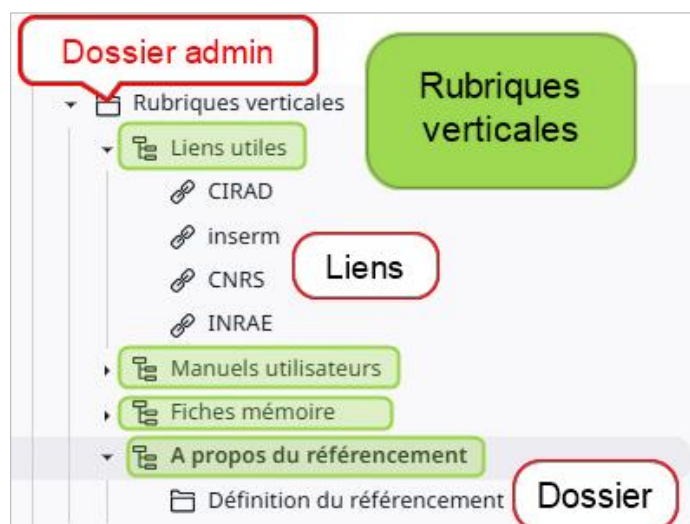 Dossier admin
Rubriques
verticales
Rubriques verticales
Liens utiles
CIRAD
inserm
Liens
CNRS
INRAE
Manuels utilisateurs
Fiches mémoire
A propos du référencement
Définition du référencement
Dossier